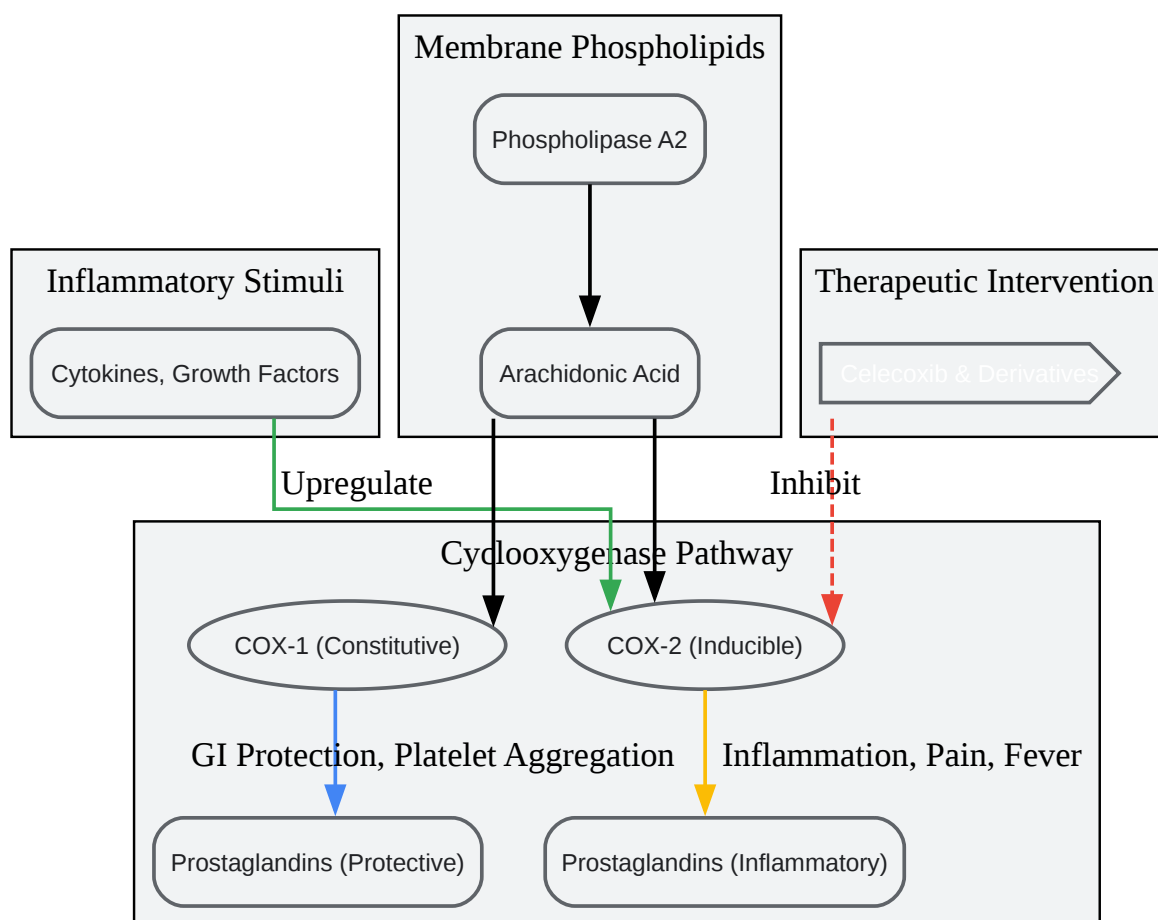 Membrane Phospholipids
Phospholipase A2
Inflammatory Stimuli
Therapeutic Intervention
Cytokines, Growth Factors
Arachidonic Acid
Celecoxib & Derivatives
Upregulate
Inhibit
Cyclooxygenase Pathway
COX-1 (Constitutive)
COX-2 (Inducible)
GI Protection, Platelet Aggregation
Inflammation, Pain, Fever
Prostaglandins (Protective)
Prostaglandins (Inflammatory)